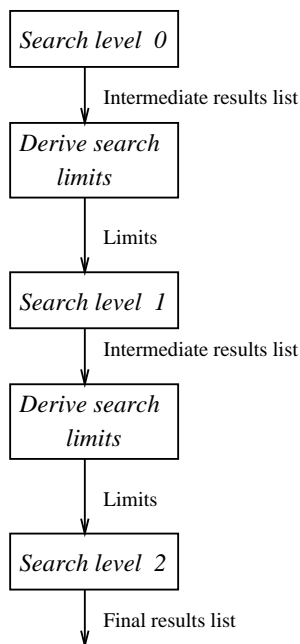 Search level 0
Intermediate results list
Derive search
limits
Limits
Search level 1
Intermediate results list
Derive search
limits
Limits
Search level 2
Final results list